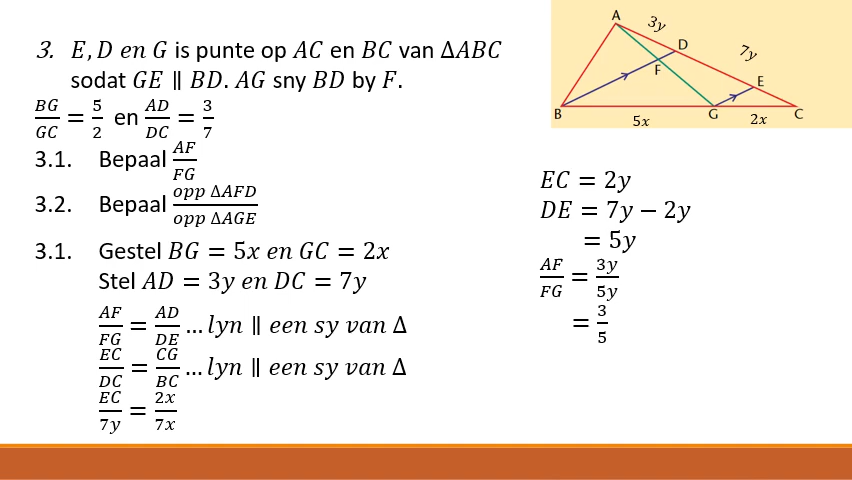 3. E, D en G is punte op AC en BC van ΔABC
sodat GE ∥ BD. AG sny BD by F.
BG/GC = 5/2 en AD/DC = 3/7
3.1. Bepaal AF/FG
3.2. Bepaal opp ΔAFD/opp ΔAGE
3.1. Gestel BG = 5x en GC = 2x
Stel AD = 3y en DC = 7y
AF/FG = AD/DE … lyn ∥ een sy van Δ
EC/DC = CG/BC … lyn ∥ een sy van Δ
EC/7y = 2x/7x
A
3y
D
7y
F
E
B
5x
G
2x
C
EC = 2y
DE = 7y − 2y
= 5y
AF/FG = 3y/5y
= 3/5